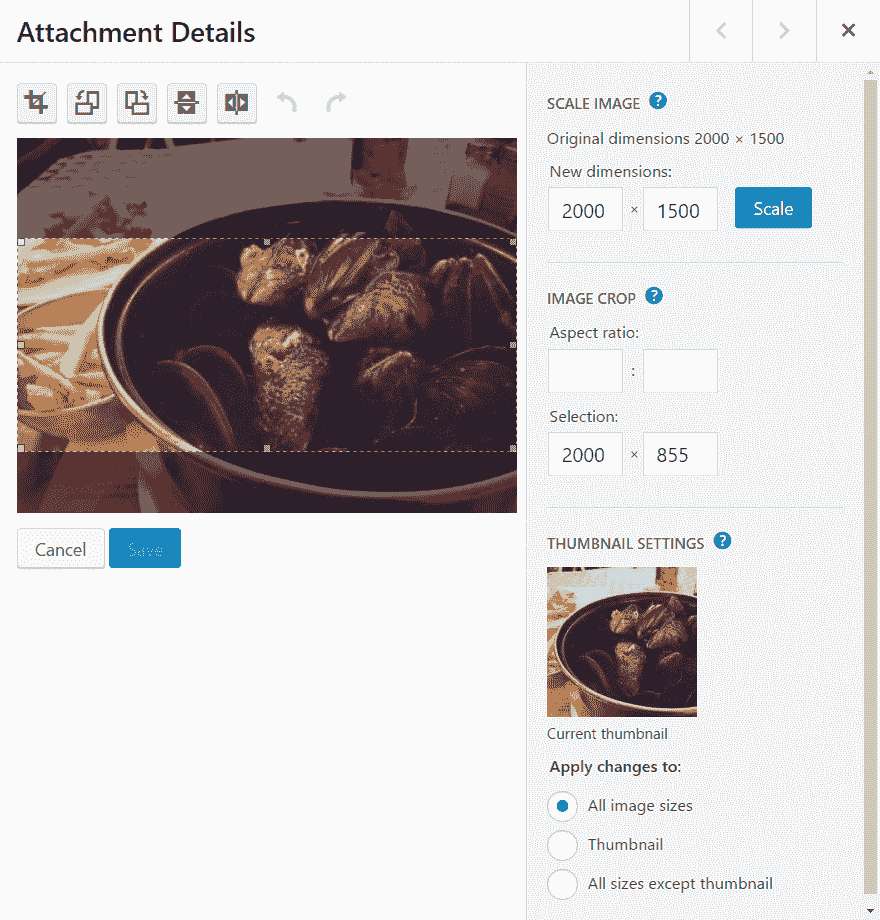 Attachment Details
SCALE IMAGE ?
Original dimensions 2000 × 1500
New dimensions:
2000 × 1500 Scale
IMAGE CROP ?
Aspect ratio:
:
Selection:
2000 × 855
Cancel Save
THUMBNAIL SETTINGS ?
Current thumbnail
Apply changes to:
All image sizes
Thumbnail
All sizes except thumbnail